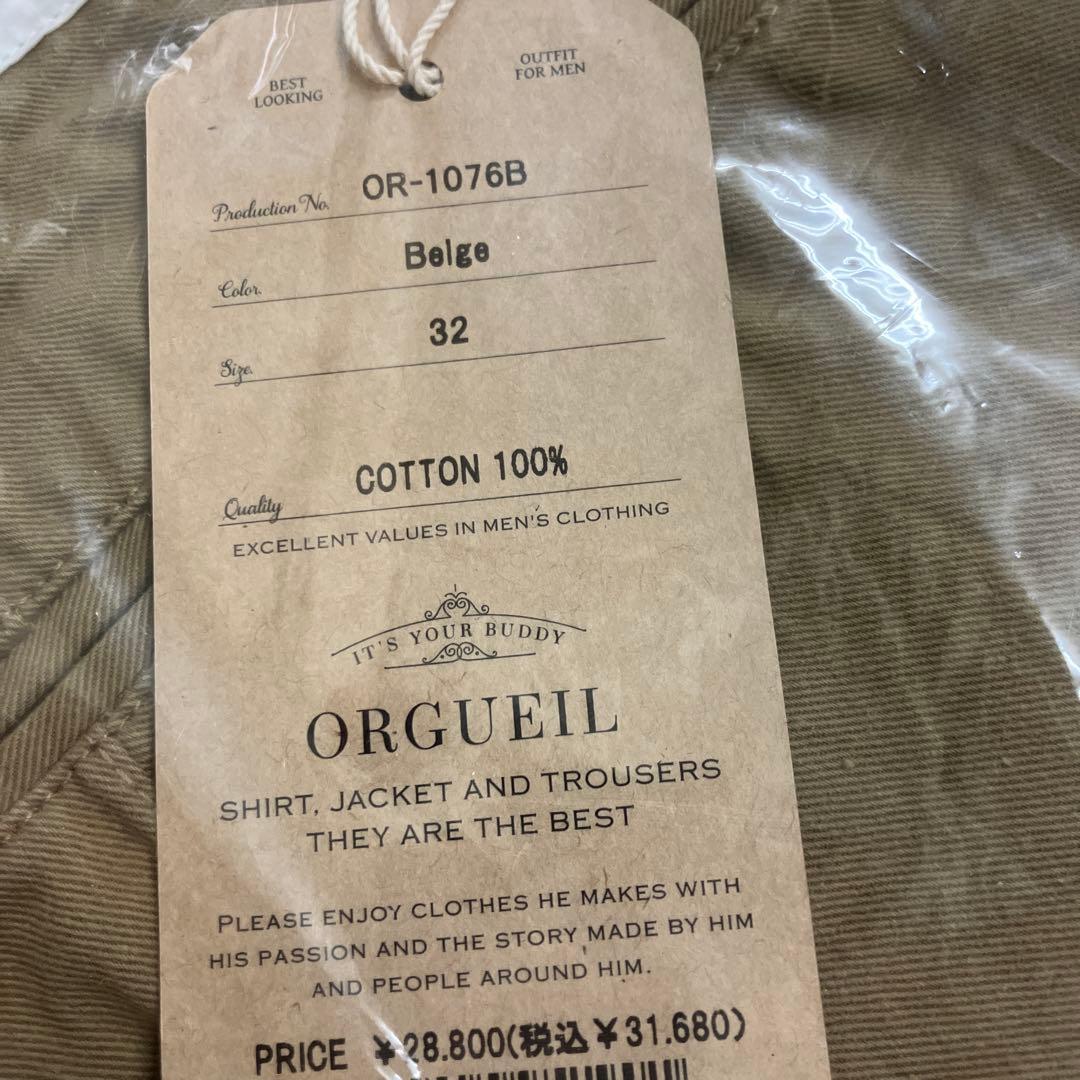 BEST
LOOKING
OUTFIT
FOR MEN
Production No. OR-1076B
Color. Beige
Size. 32
Quality COTTON 100%
EXCELLENT VALUES IN MEN'S CLOTHING
IT'S YOUR BUDDY
ORGUEIL
SHIRT, JACKET AND TROUSERS
THEY ARE THE BEST
PLEASE ENJOY CLOTHES HE MAKES WITH
HIS PASSION AND THE STORY MADE BY HIM
AND PEOPLE AROUND HIM.
PRICE ¥28.800(税込¥31.680)